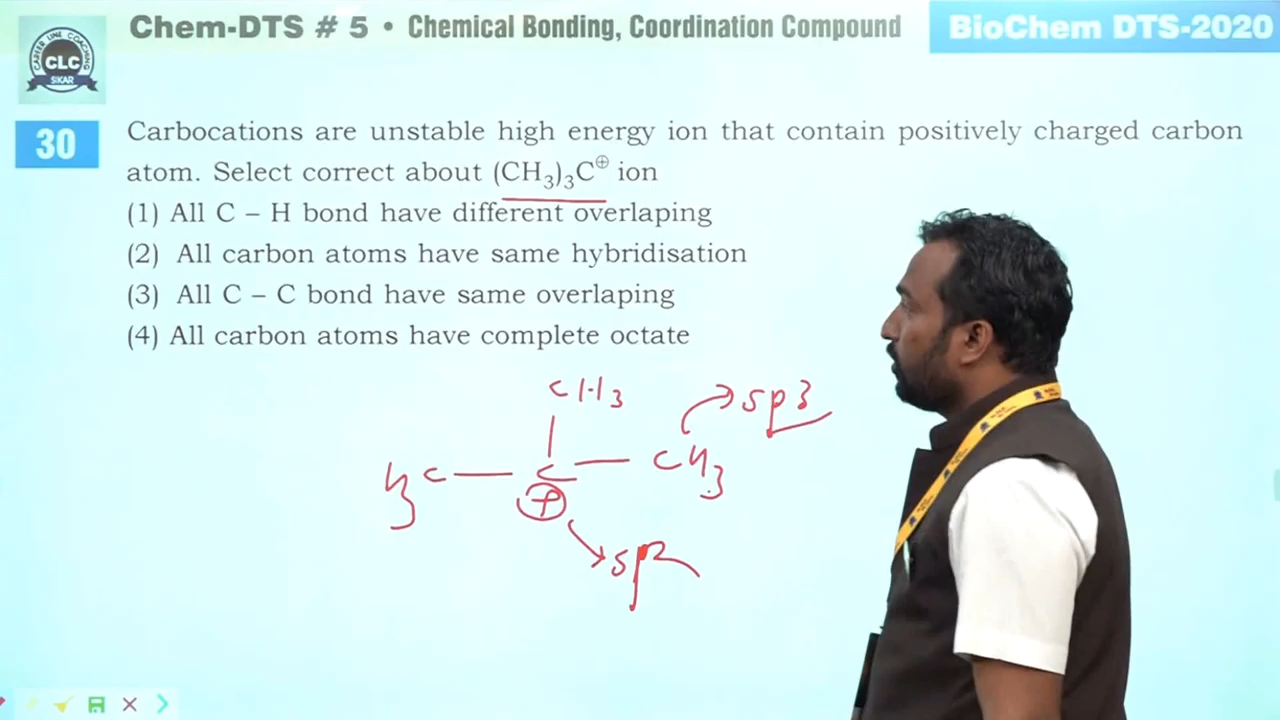 Chem-DTS # 5 • Chemical Bonding, Coordination Compound
BioChem DTS-2020
CAREER LINE COACHING
CLC
SIKAR
30
Carbocations are unstable high energy ion that contain positively charged carbon
atom. Select correct about (CH₃)₃C⊕ ion
(1) All C – H bond have different overlaping
(2) All carbon atoms have same hybridisation
(3) All C – C bond have same overlaping
(4) All carbon atoms have complete octate
CH3
sp3
H3C — C — CH3
+
sp2